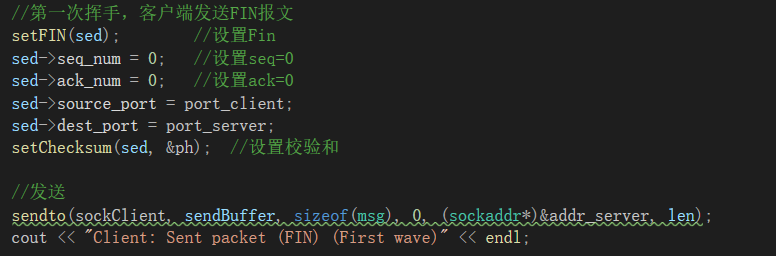 //第一次挥手，客户端发送FIN报文
setFIN(sed);       //设置Fin
sed->seq_num = 0;   //设置seq=0
sed->ack_num = 0;   //设置ack=0
sed->source_port = port_client;
sed->dest_port = port_server;
setChecksum(sed, &ph);  //设置校验和
//发送
sendto(sockClient, sendBuffer, sizeof(msg), 0, (sockaddr*)&addr_server, len);
cout << "Client: Sent packet (FIN) (First wave)" << endl;